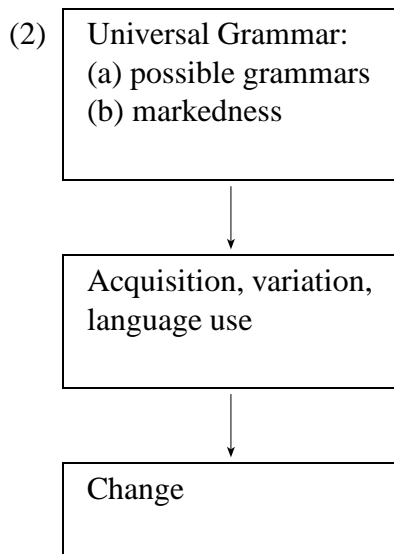 (2) Universal Grammar:
(a) possible grammars
(b) markedness
Acquisition, variation,
language use
Change